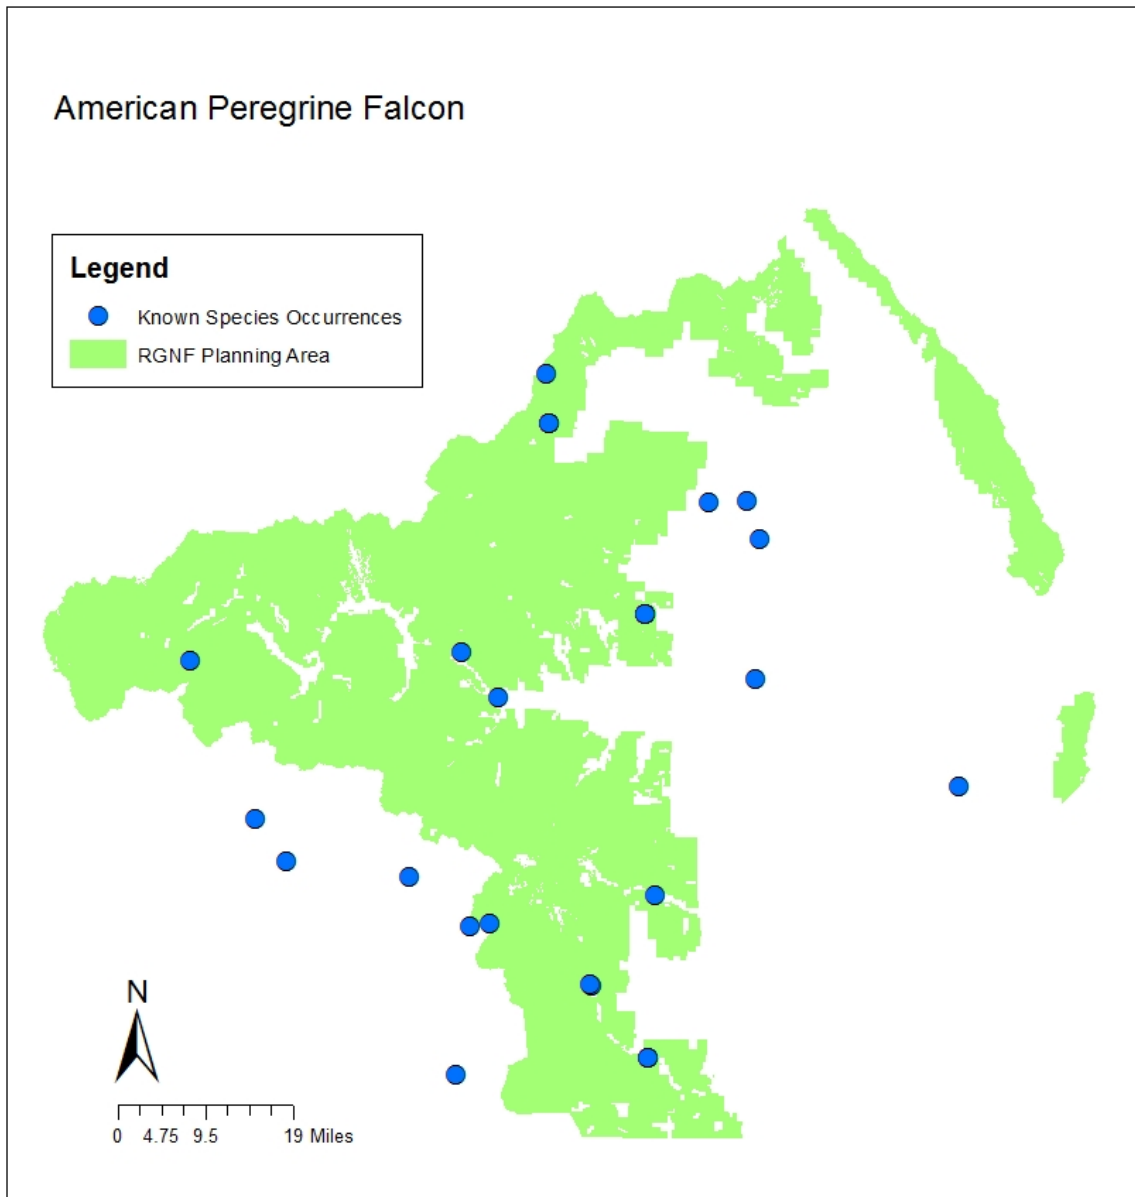 American Peregrine Falcon
Legend
Known Species Occurrences
RGNF Planning Area
N
0 4.75 9.5 19 Miles